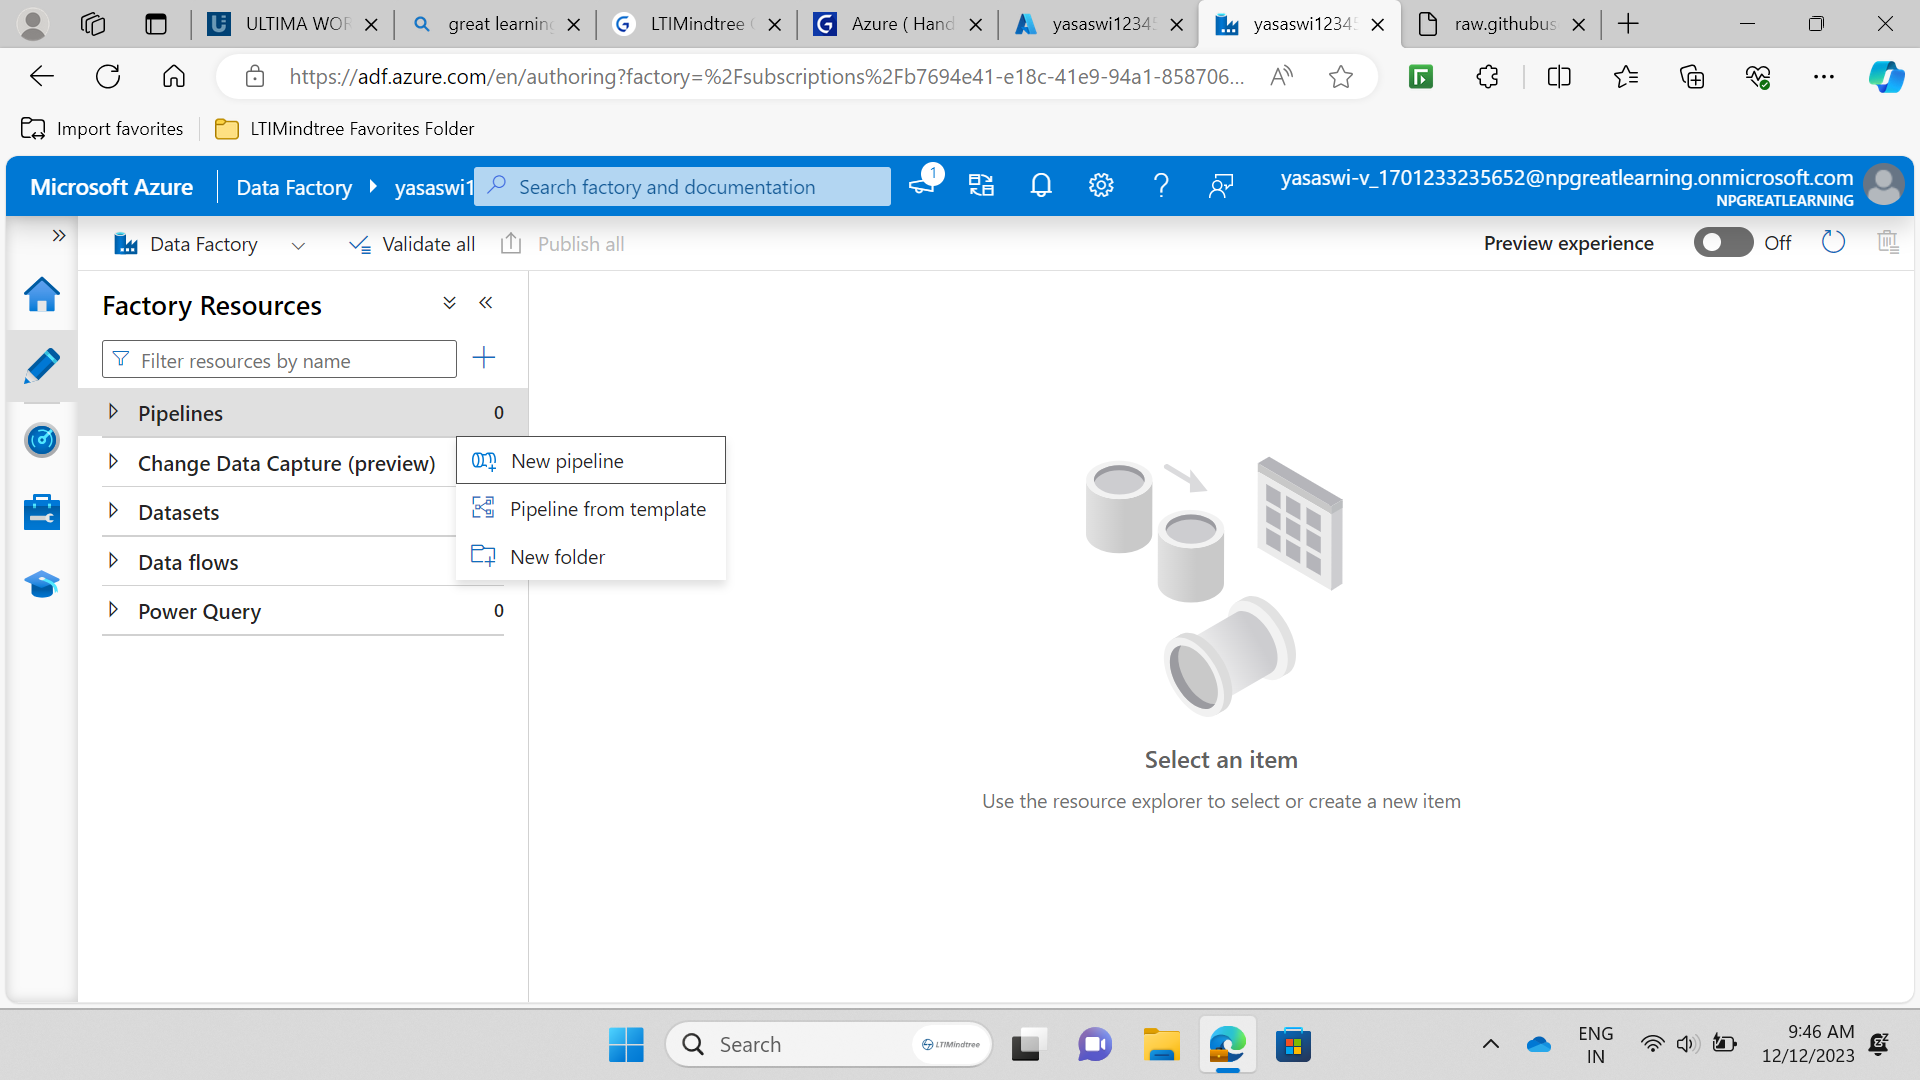 ULTIMA WOR
great learning
LTIMindtree
Azure ( Hand
yasaswi12345
yasaswi12345
raw.githubus
https://adf.azure.com/en/authoring?factory=%2Fsubscriptions%2Fb7694e41-e18c-41e9-94a1-858706...
Import favorites
LTIMindtree Favorites Folder
Microsoft Azure
Data Factory
yasaswi1
Search factory and documentation
1
yasaswi-v_1701233235652@npgreatlearning.onmicrosoft.com
NPGREATLEARNING
Data Factory
Validate all
Publish all
Preview experience
Off
Factory Resources
Filter resources by name
Pipelines 0
Change Data Capture (preview)
New pipeline
Datasets
Pipeline from template
Data flows
New folder
Power Query 0
Select an item
Use the resource explorer to select or create a new item
Search
LTIMindtree
ENG
IN
9:46 AM
12/12/2023